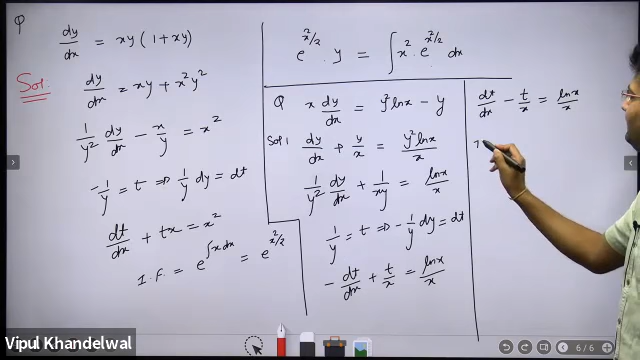 Q dy/dx = xy (1 + xy)
Sol: dy/dx = xy + x²y²
1/y² dy/dx - x/y = x²
-1/y = t ⇒ 1/y dy = dt
dt/dx + tx = x²
I.F. = e^∫x dx = e^x²/2
e^x²/2 . y = ∫ x² . e^x²/2 dx
Q x dy/dx = y² ln x - y
Sol: dy/dx + y/x = y² ln x / x
1/y² dy/dx + 1/xy = ln x / x
1/y = t ⇒ - 1/y dy = dt
- dt/dx + t/x = ln x / x
dt/dx - t/x = ln x / x
Vipul Khandelwal
6 / 6